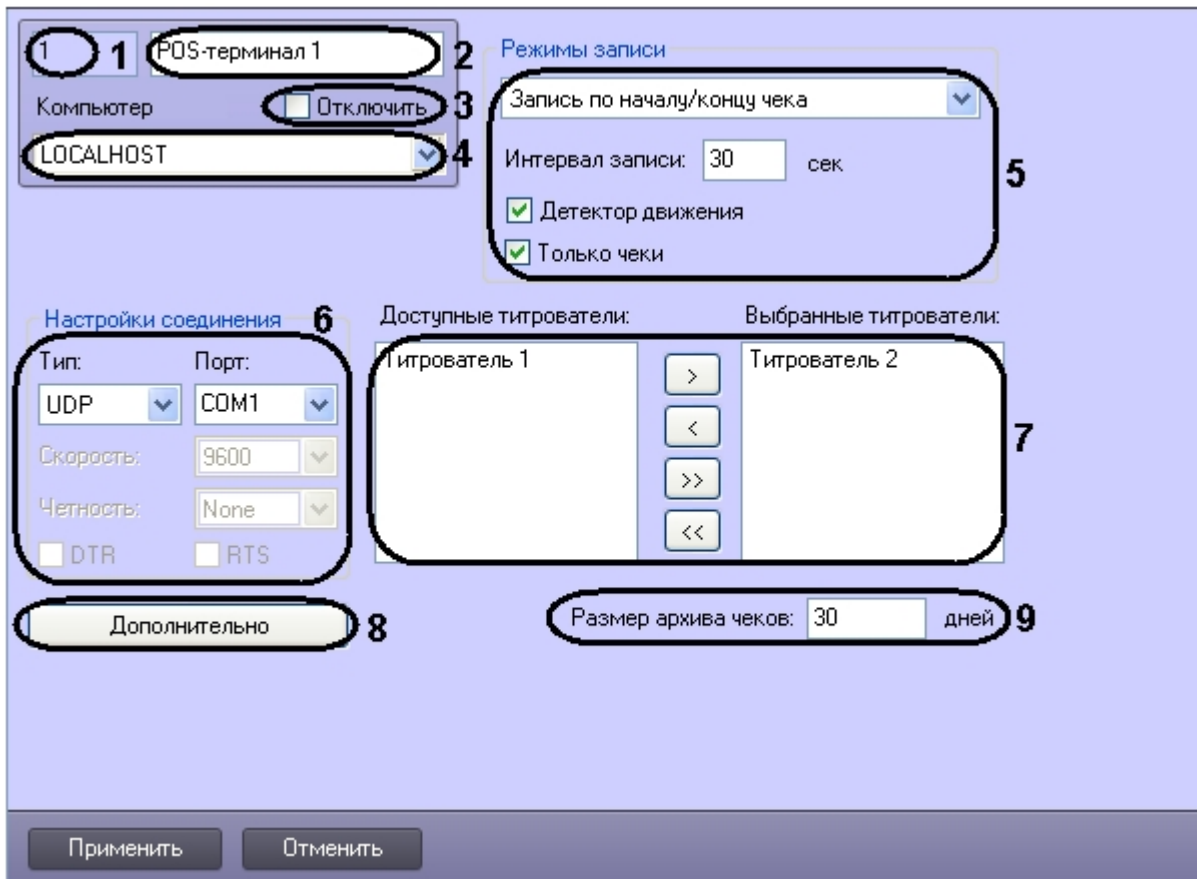 1 1 POS-терминал 1 2
Компьютер Отключить 3
LOCALHOST 4
Режимы записи
Запись по началу/концу чека
Интервал записи: 30 сек 5
Детектор движения
Только чеки
Настройки соединения 6
Тип: Порт:
UDP COM1
Скорость: 9600
Четность: None
DTR RTS
Доступные титрователи: Выбранные титрователи:
Титрователь 1 > Титрователь 2
<
7
>>
<<
Дополнительно 8
Размер архива чеков: 30 дней 9
Применить Отменить